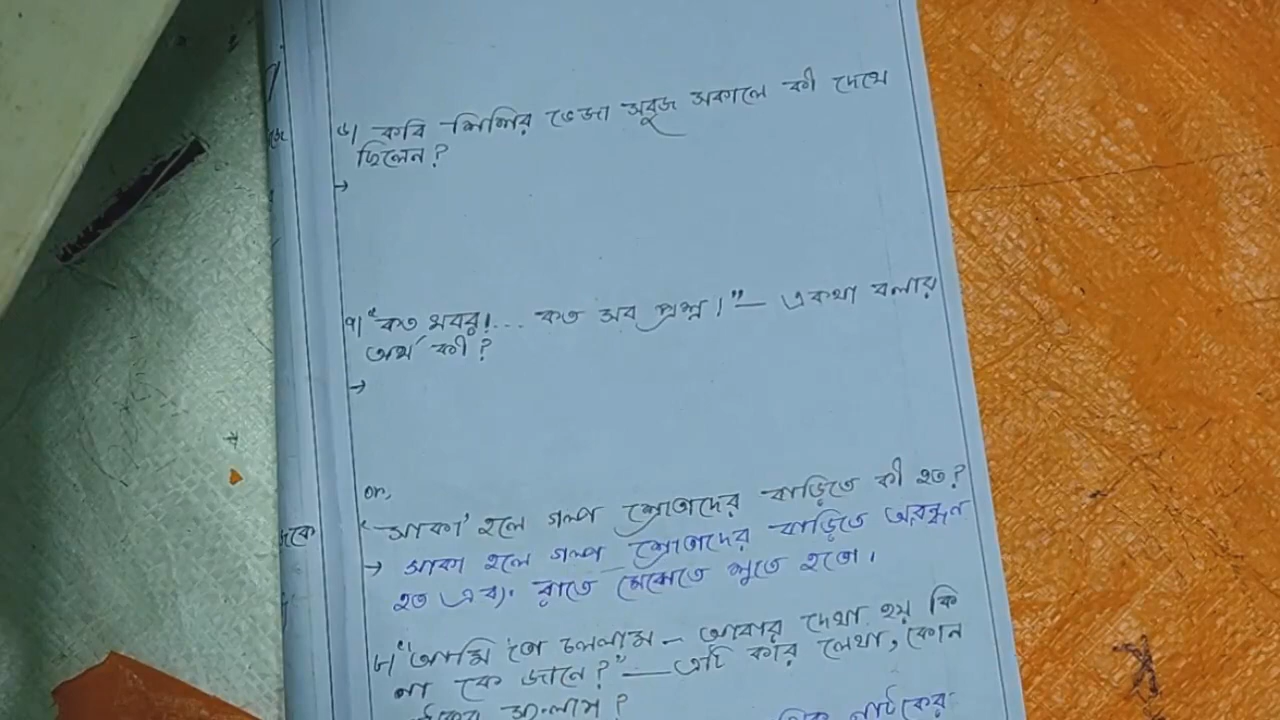 ৬। কবি শিশির ভেজা সবুজ সকালে কী দেখে
ছিলেন?
→
৭। "কত খবর!... কত সব প্রশ্ন।" — একথা বলার
অর্থ কী?
→
or,
'সাকা' হলে গল্প শ্রোতাদের বাড়িতে কী হত?
→ সাকা হলে গল্প শ্রোতাদের বাড়িতে অরন্ধন
হত এবং রাতে মেঝেতে শুতে হতো।
৮। "আমি তো চললাম – আবার দেখা হয় কি
না কে জানে?" — এটি কার লেখা, কোন
নাটকের